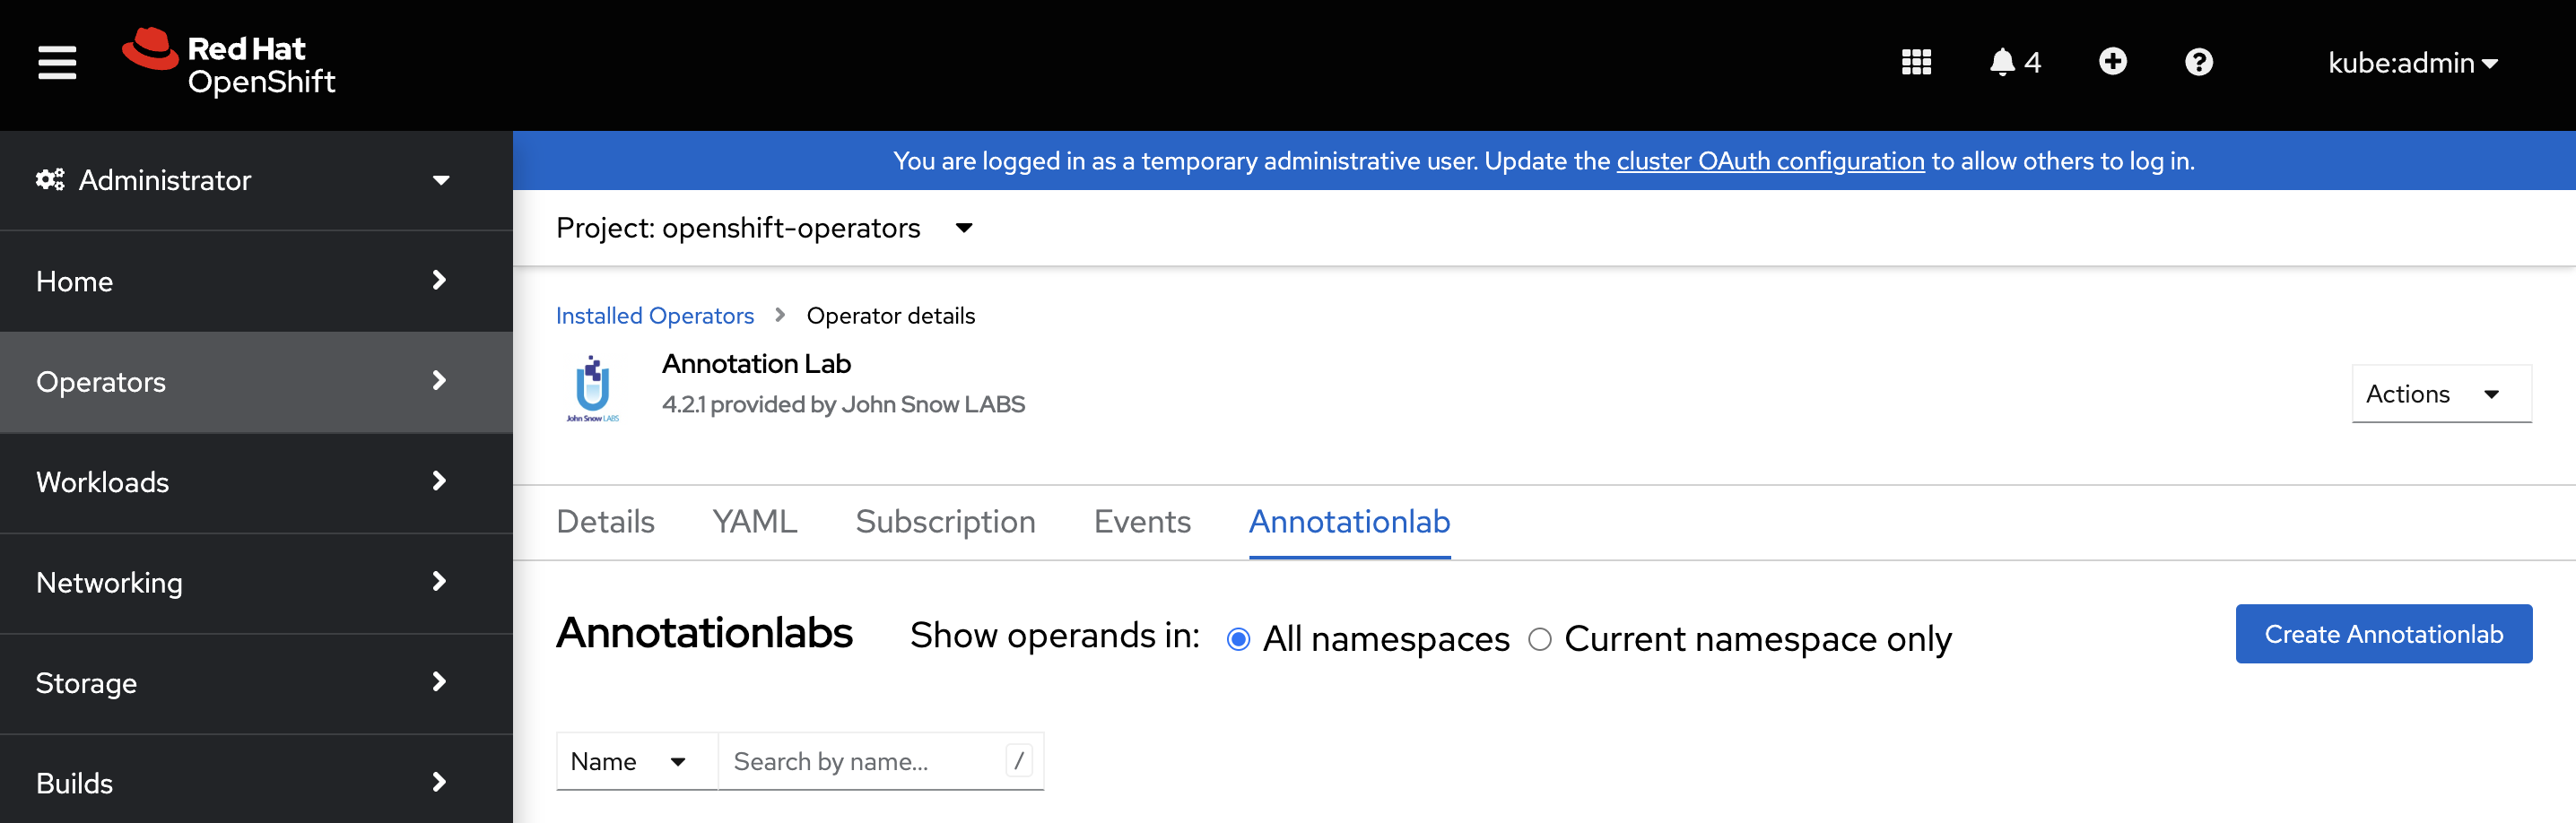 Red Hat
OpenShift
4
kube:admin
Administrator
You are logged in as a temporary administrative user. Update the cluster OAuth configuration to allow others to log in.
Project: openshift-operators
Home
Installed Operators
Operator details
Annotation Lab
4.2.1 provided by John Snow LABS
John Snow LABS
Actions
Operators
Workloads
Details YAML Subscription Events Annotationlab
Networking
Annotationlabs
Show operands in: All namespaces Current namespace only
Create Annotationlab
Storage
Name
Search by name...
/
Builds